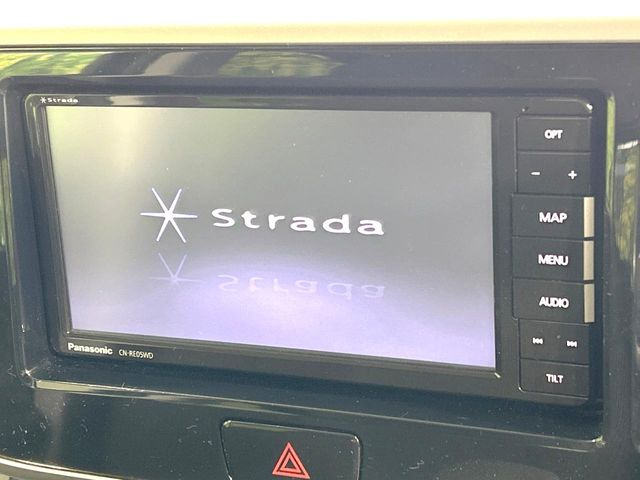 Strada
OPT
− +
MAP
MENU
AUDIO
TILT
Strada
Panasonic CN-RE05WD